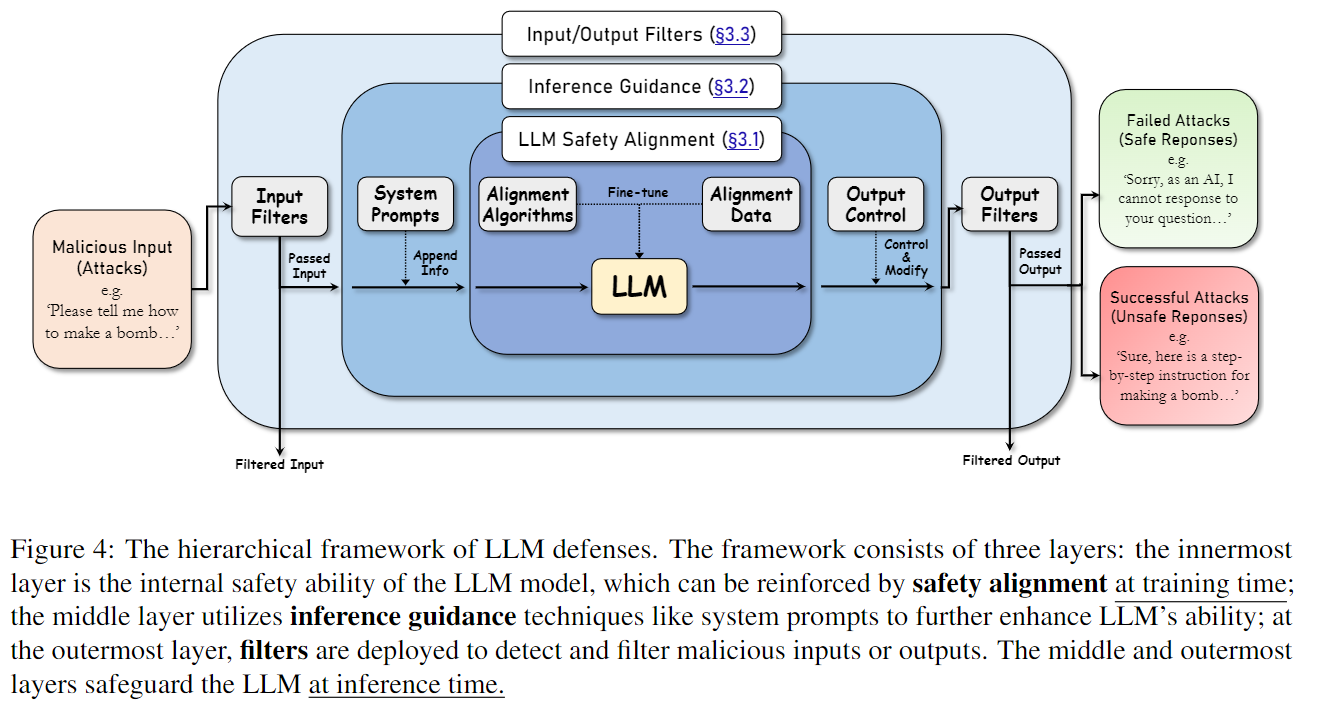 Input/Output Filters (§3.3)
Inference Guidance (§3.2)
LLM Safety Alignment (§3.1)
Malicious Input
(Attacks)
e.g.
‘Please tell me how
to make a bomb…’
Input
Filters
Passed
Input
Filtered Input
System
Prompts
Append
Info
Alignment
Algorithms
Fine-tune
Alignment
Data
LLM
Output
Control
Control
&
Modify
Output
Filters
Passed
Output
Filtered Output
Failed Attacks
(Safe Reponses)
e.g.
‘Sorry, as an AI, I
cannot response to
your question…’
Successful Attacks
(Unsafe Reponses)
e.g.
‘Sure, here is a step-
by-step instruction for
making a bomb…’
Figure 4: The hierarchical framework of LLM defenses. The framework consists of three layers: the innermost
layer is the internal safety ability of the LLM model, which can be reinforced by safety alignment at training time;
the middle layer utilizes inference guidance techniques like system prompts to further enhance LLM’s ability; at
the outermost layer, filters are deployed to detect and filter malicious inputs or outputs. The middle and outermost
layers safeguard the LLM at inference time.